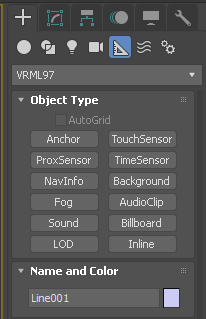 VRML97
Object Type
AutoGrid
Anchor TouchSensor
ProxSensor TimeSensor
NavInfo Background
Fog AudioClip
Sound Billboard
LOD Inline
Name and Color
Line001